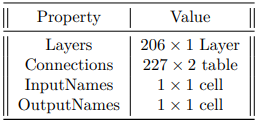 Property Value
Layers 206 × 1 Layer
Connections 227 × 2 table
InputNames 1 × 1 cell
OutputNames 1 × 1 cell